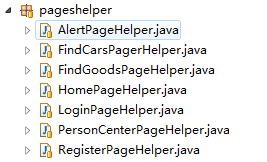 pageshelper
AlertPageHelper.java
FindCarsPagerHelper.java
FindGoodsPageHelper.java
HomePageHelper.java
LoginPageHelper.java
PersonCenterPageHelper.java
RegisterPageHelper.java